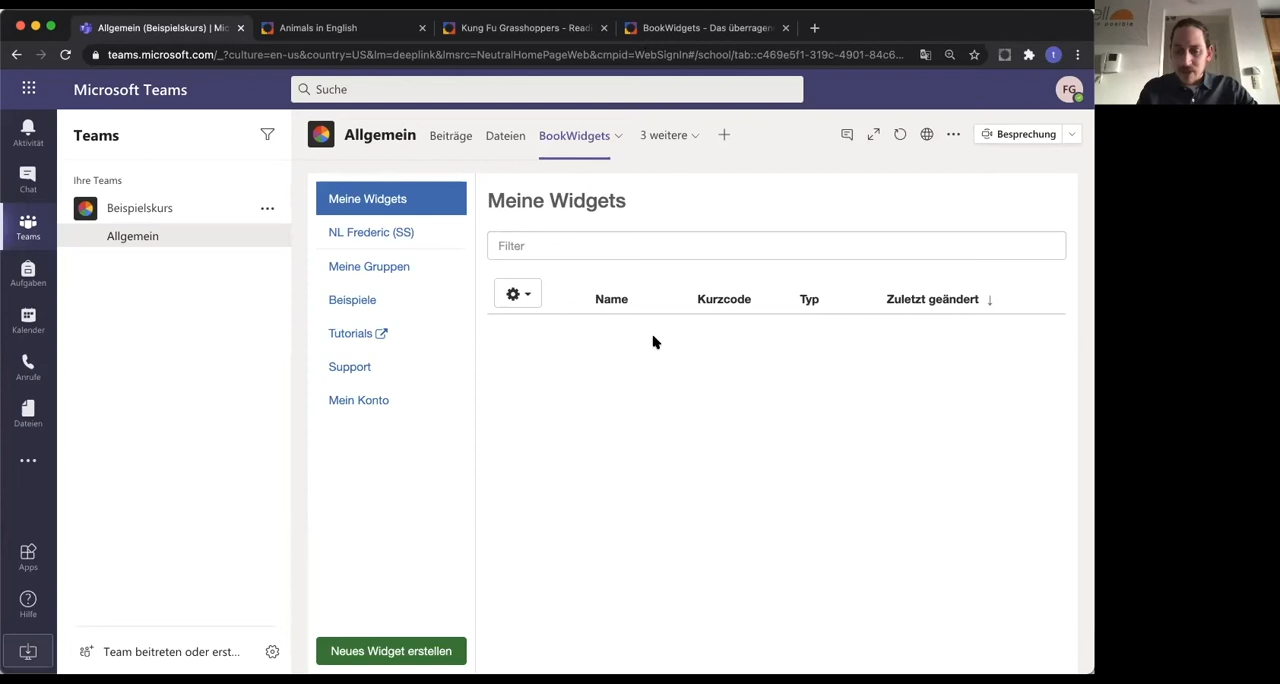 Allgemein (Beispielskurs) | Mic
Animals in English
Kung Fu Grasshoppers - Readi
BookWidgets - Das überragen
teams.microsoft.com/_?culture=en-us&country=US&lm=deeplink&lmsrc=NeutralHomePageWeb&cmpid=WebSignIn#/school/tab::c469e5f1-319c-4901-84c6...
t
Microsoft Teams
Suche
FG
Aktivität
Chat
Teams
Aufgaben
Kalender
Anrufe
Dateien
Apps
Hilfe
Teams
Ihre Teams
Beispielskurs
Allgemein
Team beitreten oder erst...
Allgemein
Beiträge
Dateien
BookWidgets
3 weitere
Besprechung
Meine Widgets
NL Frederic (SS)
Meine Gruppen
Beispiele
Tutorials
Support
Mein Konto
Neues Widget erstellen
Meine Widgets
Filter
Name
Kurzcode
Typ
Zuletzt geändert ↓